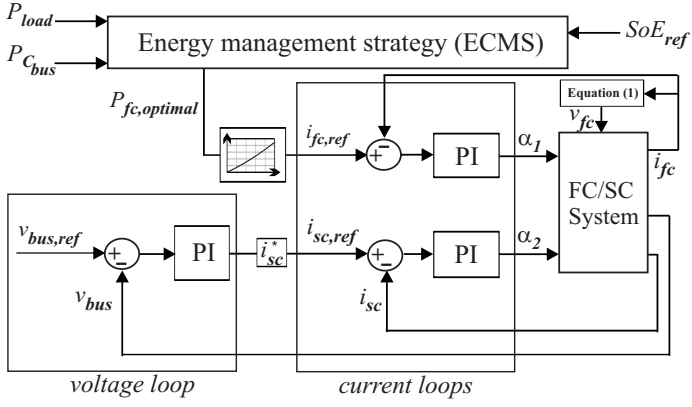 P_load
P_C_bus
Energy management strategy (ECMS)
SoE_ref
P_fc,optimal
Equation (1)
v_fc
i_fc,ref
+
−
PI
α_1
i_fc
FC/SC
System
v_bus,ref
+
−
PI
i_sc^*
i_sc,ref
+
−
PI
α_2
v_bus
i_sc
voltage loop
current loops